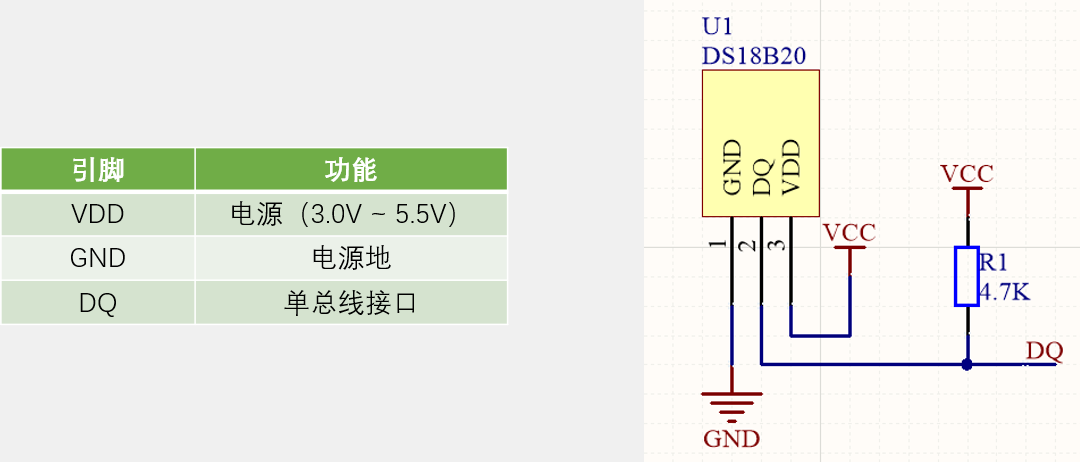 引脚 功能
VDD 电源（3.0V ~ 5.5V）
GND 电源地
DQ 单总线接口
U1
DS18B20
GND DQ VDD
1 2 3
VCC
VCC
R1
4.7K
DQ
GND